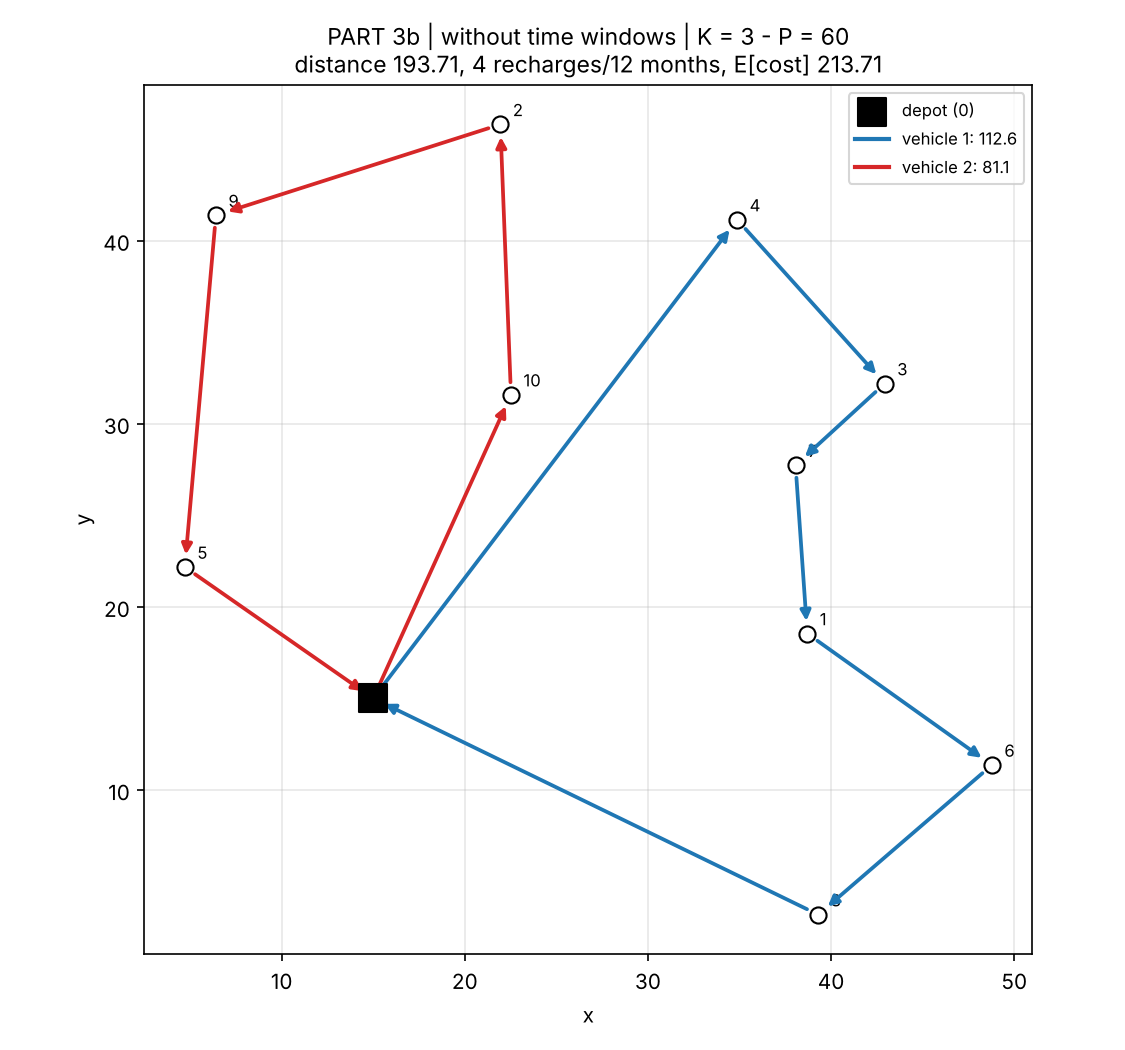 PART 3b | without time windows | K = 3 - P = 60
distance 193.71, 4 recharges/12 months, E[cost] 213.71
depot (0)
vehicle 1: 112.6
vehicle 2: 81.1
2
9
4
40
3
10
30
5
20
1
6
10
y
10
20
30
40
50
x